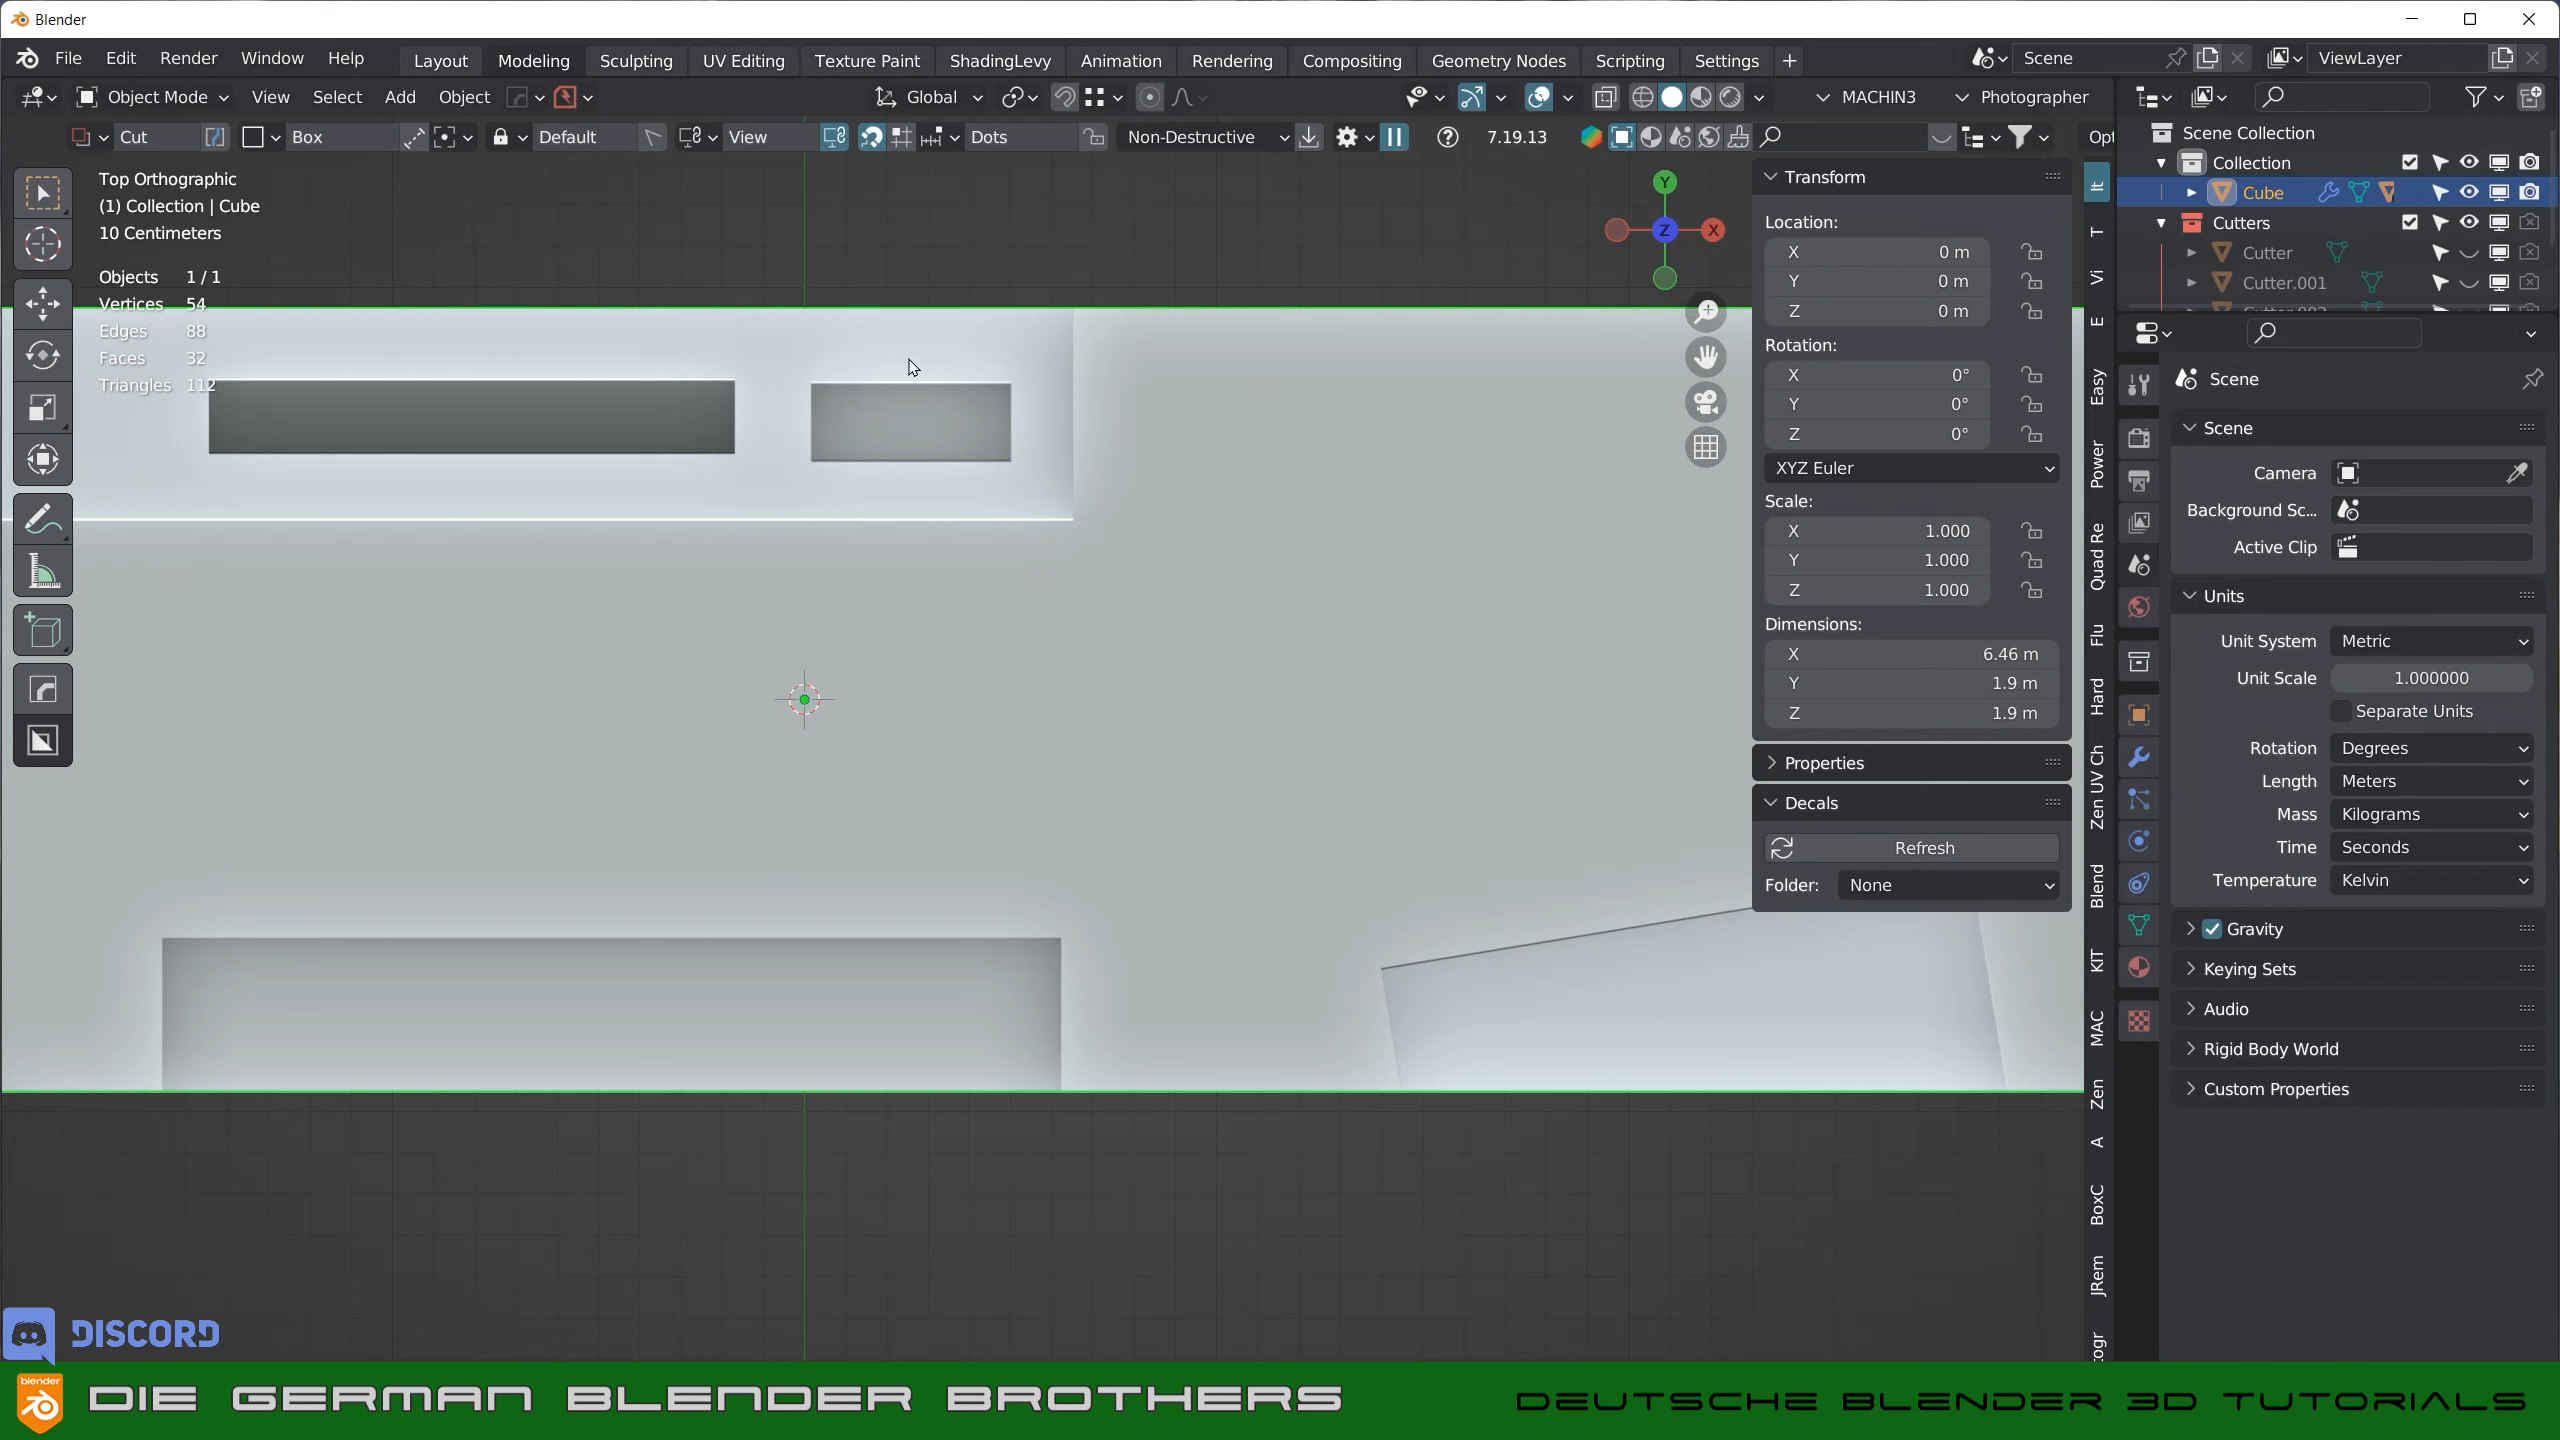 Blender
File Edit Render Window Help Layout Modeling Sculpting UV Editing Texture Paint ShadingLevy Animation Rendering Compositing Geometry Nodes Scripting Settings + Scene ViewLayer
Object Mode View Select Add Object Global MACHIN3 Photographer
Cut Box Default View Dots Non-Destructive 7.19.13 Opt
Top Orthographic
(1) Collection | Cube
10 Centimeters
Objects 1 / 1
Vertices 54
Edges 88
Faces 32
Triangles 112
Y
X
Z
Transform
Location:
X 0 m
Y 0 m
Z 0 m
Rotation:
X 0°
Y 0°
Z 0°
XYZ Euler
Scale:
X 1.000
Y 1.000
Z 1.000
Dimensions:
X 6.46 m
Y 1.9 m
Z 1.9 m
Properties
Decals
Refresh
Folder: None
It
T
Vi
E
Easy
Power
Quad Re
Flu
Hard
Zen UV Ch
Blend
KIT
MAC
Zen
A
BoxC
JRem
togr
Scene Collection
Collection
Cube
Cutters
Cutter
Cutter.001
Scene
Scene
Camera
Background Sc...
Active Clip
Units
Unit System Metric
Unit Scale 1.000000
Separate Units
Rotation Degrees
Length Meters
Mass Kilograms
Time Seconds
Temperature Kelvin
Gravity
Keying Sets
Audio
Rigid Body World
Custom Properties
DISCORD
blender
DIE GERMAN BLENDER BROTHERS
DEUTSCHE BLENDER 3D TUTORIALS